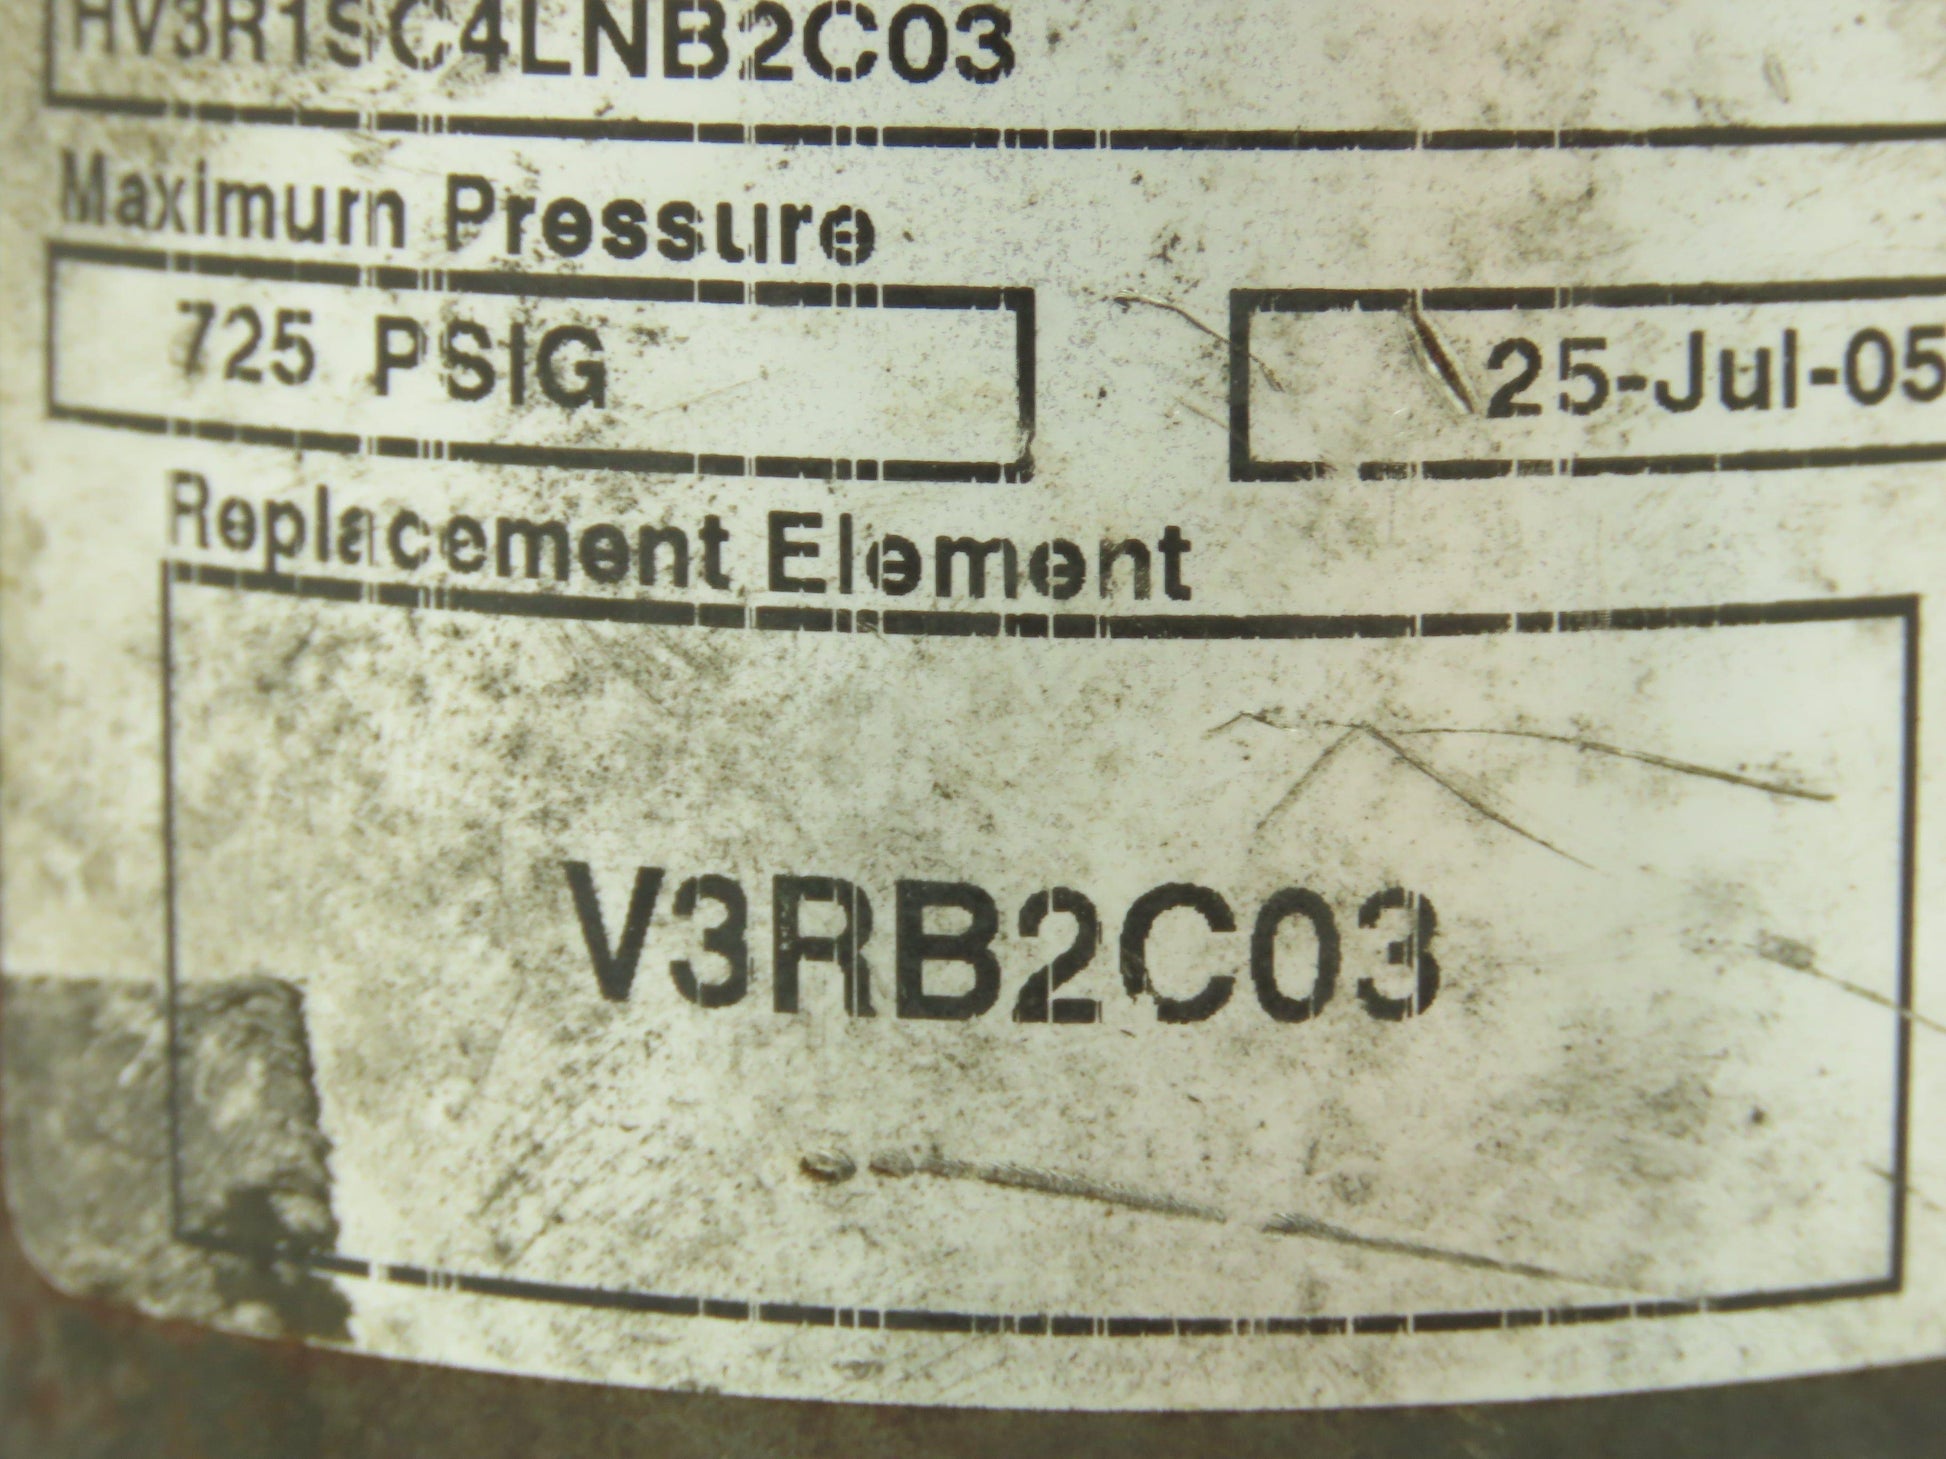 HV3R1SC4LNB2C03
Maximum Pressure
725 PSIG
25-Jul-05
Replacement Element
V3RB2C03